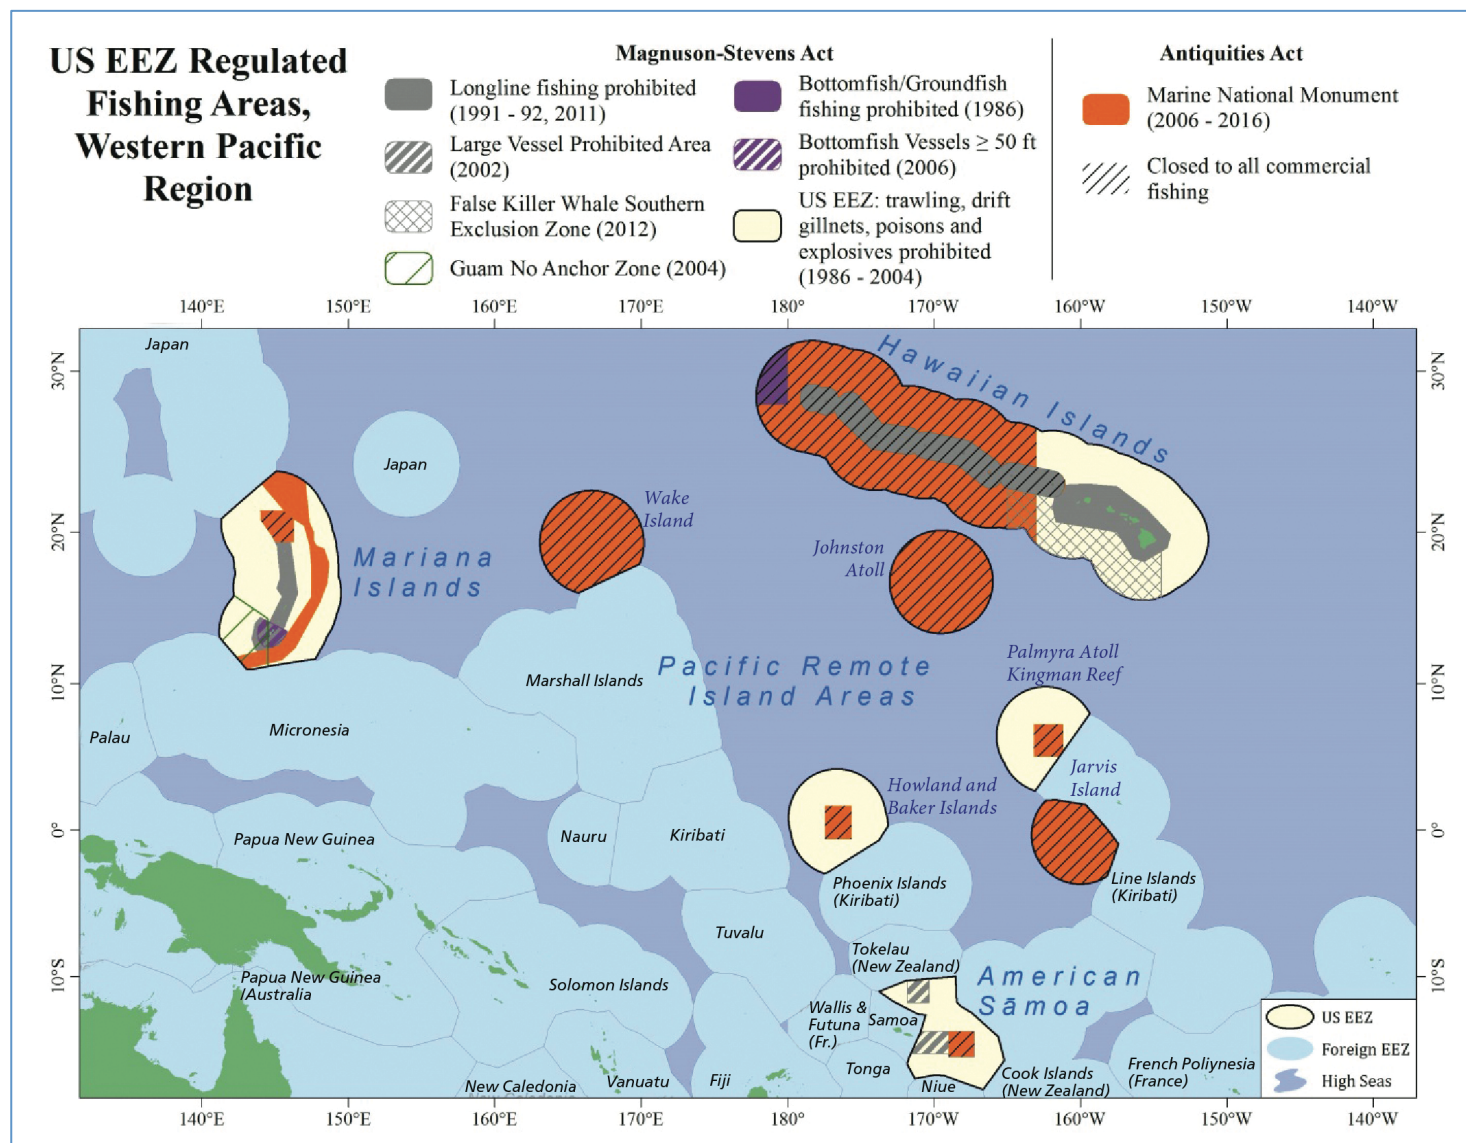 US EEZ Regulated
Fishing Areas,
Western Pacific
Region
Magnuson-Stevens Act
Longline fishing prohibited
(1991 - 92, 2011)
Large Vessel Prohibited Area
(2002)
False Killer Whale Southern
Exclusion Zone (2012)
Guam No Anchor Zone (2004)
Bottomfish/Groundfish
fishing prohibited (1986)
Bottomfish Vessels ≥ 50 ft
prohibited (2006)
US EEZ: trawling, drift
gillnets, poisons and
explosives prohibited
(1986 - 2004)
Antiquities Act
Marine National Monument
(2006 - 2016)
Closed to all commercial
fishing
140°E 150°E 160°E 170°E 180° 170°W 160°W 150°W 140°W
30°N
20°N
10°N
0°
10°S
30°N
20°N
10°N
0°
10°S
Japan
Japan
Hawaiian Islands
Wake
Island
Mariana
Islands
Johnston
Atoll
Pacific Remote
Island Areas
Palmyra Atoll
Kingman Reef
Marshall Islands
Micronesia
Palau
Jarvis
Island
Howland and
Baker Islands
Papua New Guinea
Nauru
Kiribati
Phoenix Islands
(Kiribati)
Line Islands
(Kiribati)
Tuvalu
Tokelau
(New Zealand)
American
Sāmoa
Papua New Guinea
/Australia
Solomon Islands
Wallis &
Futuna
(Fr.)
Samoa
Tonga
Niue
Cook Islands
(New Zealand)
French Poliynesia
(France)
New Caledonia
New Caledonia
Vanuatu
Fiji
US EEZ
Foreign EEZ
High Seas
140°E 150°E 160°E 170°E 180° 170°W 160°W 150°W 140°W